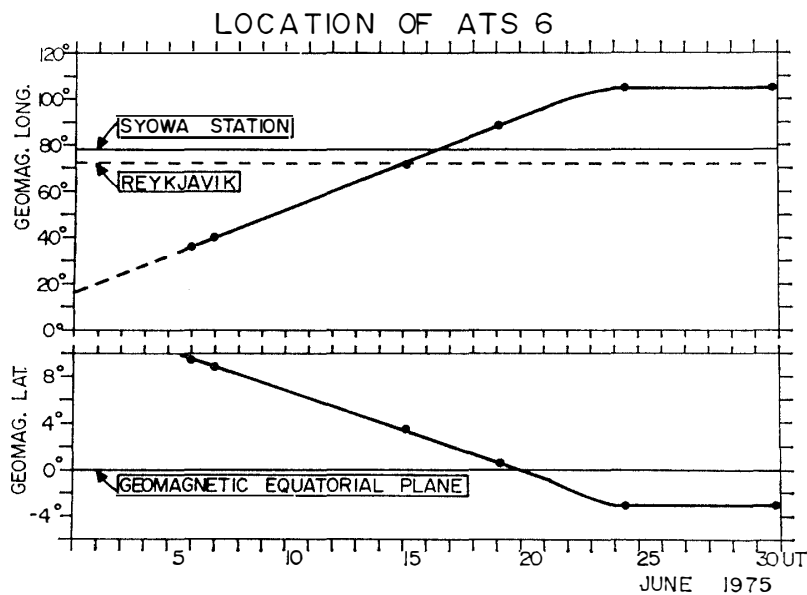 LOCATION OF ATS 6
GEOMAG. LONG.
120°
100°
80°
60°
40°
20°
0°
SYOWA STATION
REYKJAVIK
GEOMAG. LAT.
8°
4°
0°
-4°
GEOMAGNETIC EQUATORIAL PLANE
5 10 15 20 25 30 UT
JUNE 1975